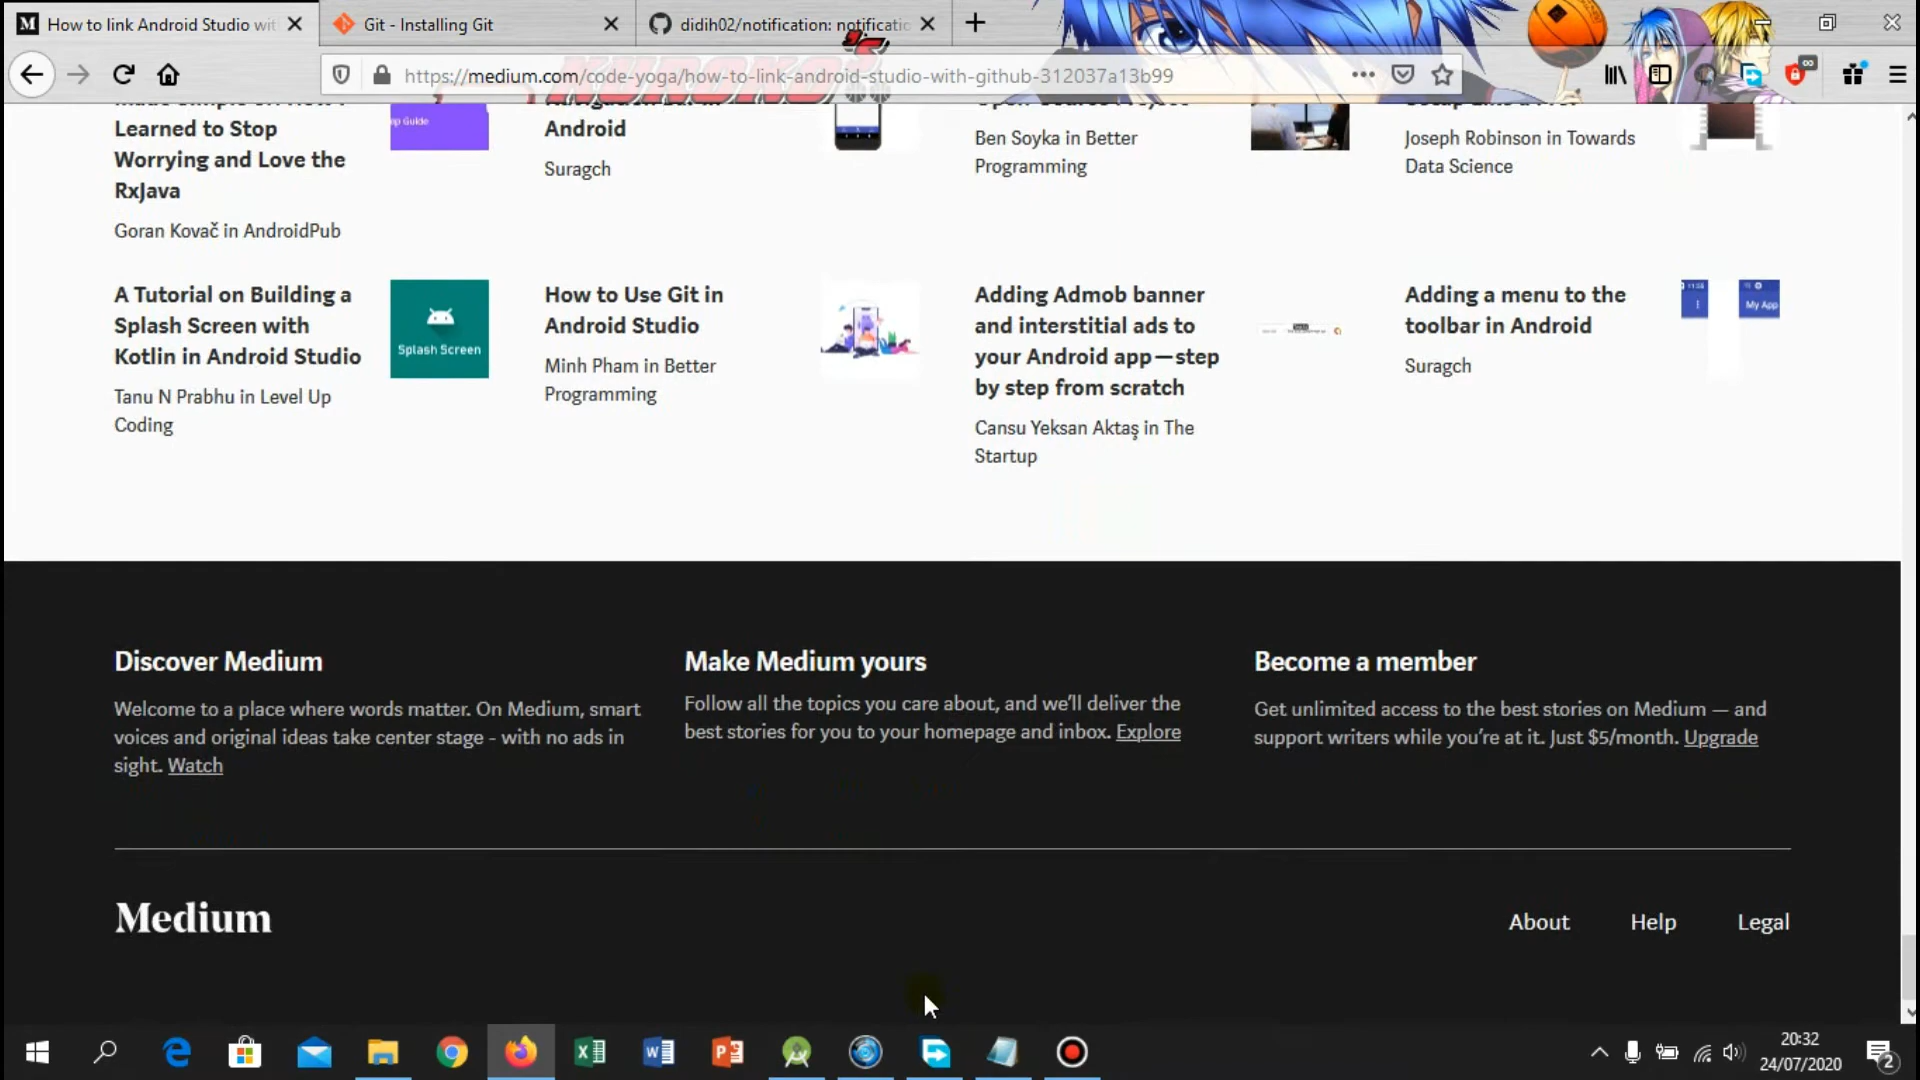 How to link Android Studio wit
Git - Installing Git
didih02/notification: notificatio
https://medium.com/code-yoga/how-to-link-android-studio-with-github-312037a13b99
Learned to Stop
Worrying and Love the
RxJava
Goran Kovač in AndroidPub
up Guide
Android
Suragch
Ben Soyka in Better
Programming
Joseph Robinson in Towards
Data Science
A Tutorial on Building a
Splash Screen with
Kotlin in Android Studio
Tanu N Prabhu in Level Up
Coding
Splash Screen
How to Use Git in
Android Studio
Minh Pham in Better
Programming
Adding Admob banner
and interstitial ads to
your Android app — step
by step from scratch
Cansu Yeksan Aktaş in The
Startup
Adding a menu to the
toolbar in Android
Suragch
My App
Discover Medium
Welcome to a place where words matter. On Medium, smart
voices and original ideas take center stage - with no ads in
sight. Watch
Make Medium yours
Follow all the topics you care about, and we’ll deliver the
best stories for you to your homepage and inbox. Explore
Become a member
Get unlimited access to the best stories on Medium — and
support writers while you’re at it. Just $5/month. Upgrade
Medium
About
Help
Legal
20:32
24/07/2020
2